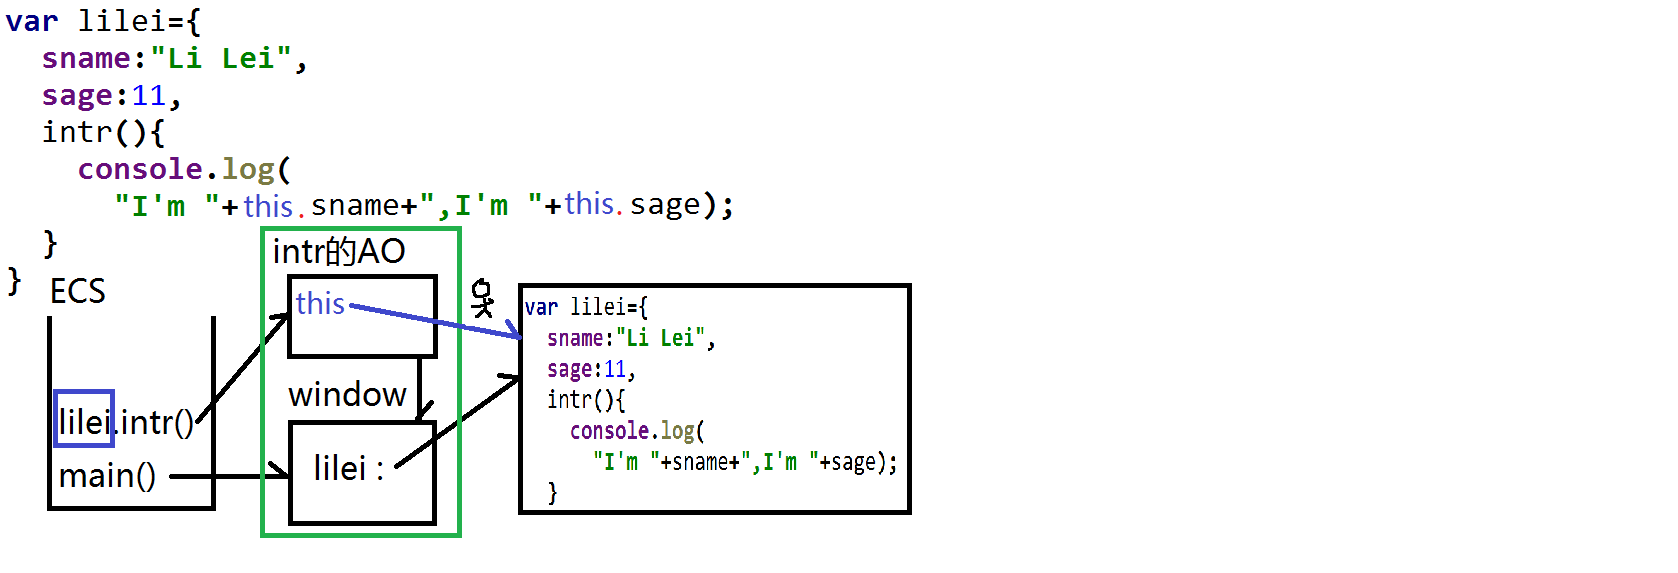 var lilei={
sname:"Li Lei",
sage:11,
intr(){
console.log(
"I'm "+this.sname+",I'm "+this.sage);
}
}
ECS
lilei.intr()
main()
intr的AO
this
window
lilei :
var lilei={
sname:"Li Lei",
sage:11,
intr(){
console.log(
"I'm "+sname+",I'm "+sage);
}